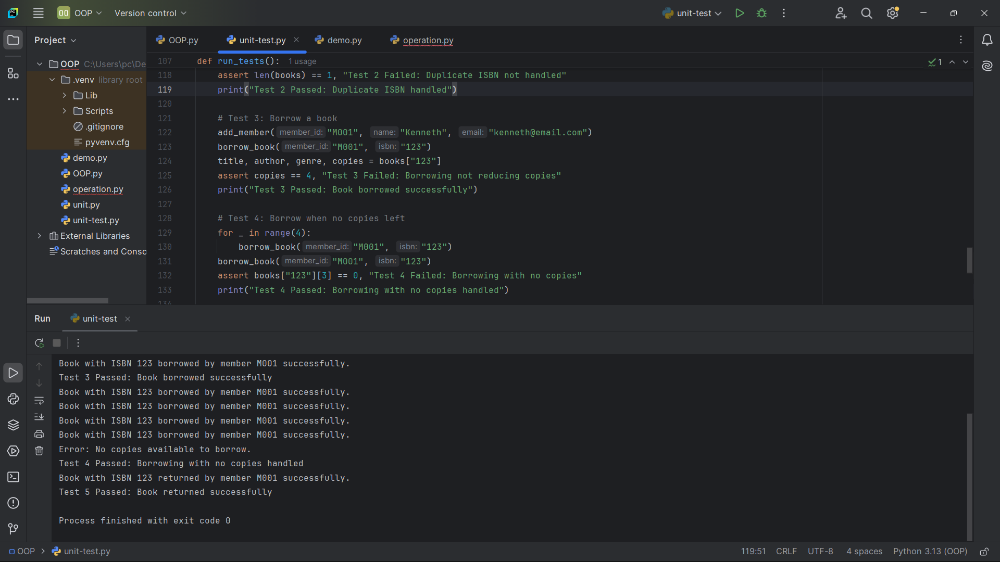 OO OOP Version control unit-test
Project
OOP.py unit-test.py demo.py operation.py
OOP C:\Users\pc\De
.venv library root
Lib
Scripts
.gitignore
pyvenv.cfg
demo.py
OOP.py
operation.py
unit.py
unit-test.py
External Libraries
Scratches and Conso
107 def run_tests(): 1 usage
1
118 assert len(books) == 1, "Test 2 Failed: Duplicate ISBN not handled"
119 print("Test 2 Passed: Duplicate ISBN handled")
120
121 # Test 3: Borrow a book
122 add_member( member_id: "M001", name: "Kenneth", email: "kenneth@email.com")
123 borrow_book( member_id: "M001", isbn: "123")
124 title, author, genre, copies = books["123"]
125 assert copies == 4, "Test 3 Failed: Borrowing not reducing copies"
126 print("Test 3 Passed: Book borrowed successfully")
127
128 # Test 4: Borrow when no copies left
129 for _ in range(4):
130 borrow_book( member_id: "M001", isbn: "123")
131 borrow_book( member_id: "M001", isbn: "123")
132 assert books["123"][3] == 0, "Test 4 Failed: Borrowing with no copies"
133 print("Test 4 Passed: Borrowing with no copies handled")
134
Run unit-test
Book with ISBN 123 borrowed by member M001 successfully.
Test 3 Passed: Book borrowed successfully
Book with ISBN 123 borrowed by member M001 successfully.
Book with ISBN 123 borrowed by member M001 successfully.
Book with ISBN 123 borrowed by member M001 successfully.
Book with ISBN 123 borrowed by member M001 successfully.
Error: No copies available to borrow.
Test 4 Passed: Borrowing with no copies handled
Book with ISBN 123 returned by member M001 successfully.
Test 5 Passed: Book returned successfully
Process finished with exit code 0
OOP > unit-test.py
119:51 CRLF UTF-8 4 spaces Python 3.13 (OOP)